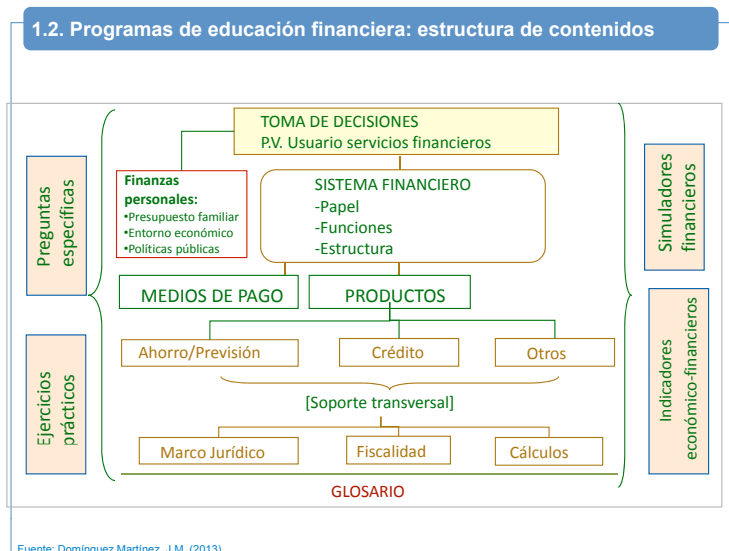 1.2. Programas de educación financiera: estructura de contenidos
TOMA DE DECISIONES
P.V. Usuario servicios financieros
Preguntas
específicas
Finanzas
personales:
•Presupuesto familiar
•Entorno económico
•Políticas públicas
SISTEMA FINANCIERO
-Papel
-Funciones
-Estructura
Simuladores
financieros
MEDIOS DE PAGO
PRODUCTOS
Ejercicios
prácticos
Ahorro/Previsión
Crédito
Otros
Indicadores
económico-financieros
[Soporte transversal]
Marco Jurídico
Fiscalidad
Cálculos
GLOSARIO
Fuente: Domínguez Martínez, J.M. (2013)